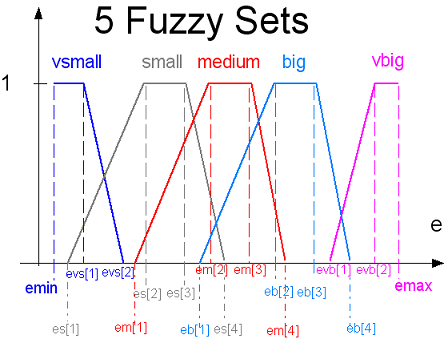 5 Fuzzy Sets
vsmall small medium big vbig
1
e
evs[1] evs[2] em[2] em[3] evb[1] evb[2]
emin es[2] es[3] eb[2] eb[3] emax
es[1] em[1] eb[1] es[4] em[4] eb[4]